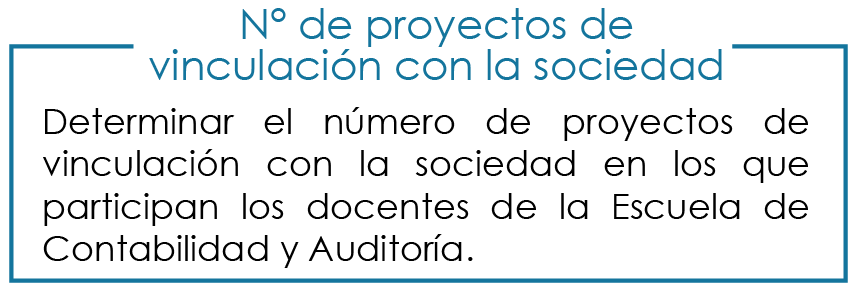 N° de proyectos de
vinculación con la sociedad
Determinar el número de proyectos de
vinculación con la sociedad en los que
participan los docentes de la Escuela de
Contabilidad y Auditoría.